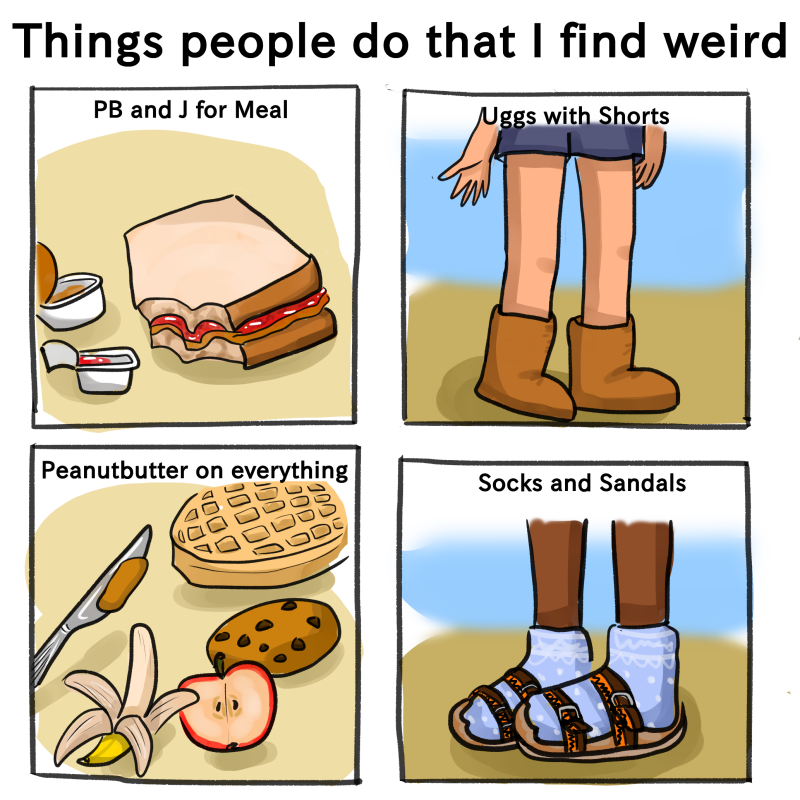 Things people do that I find weird
PB and J for Meal
Uggs with Shorts
Peanutbutter on everything
Socks and Sandals